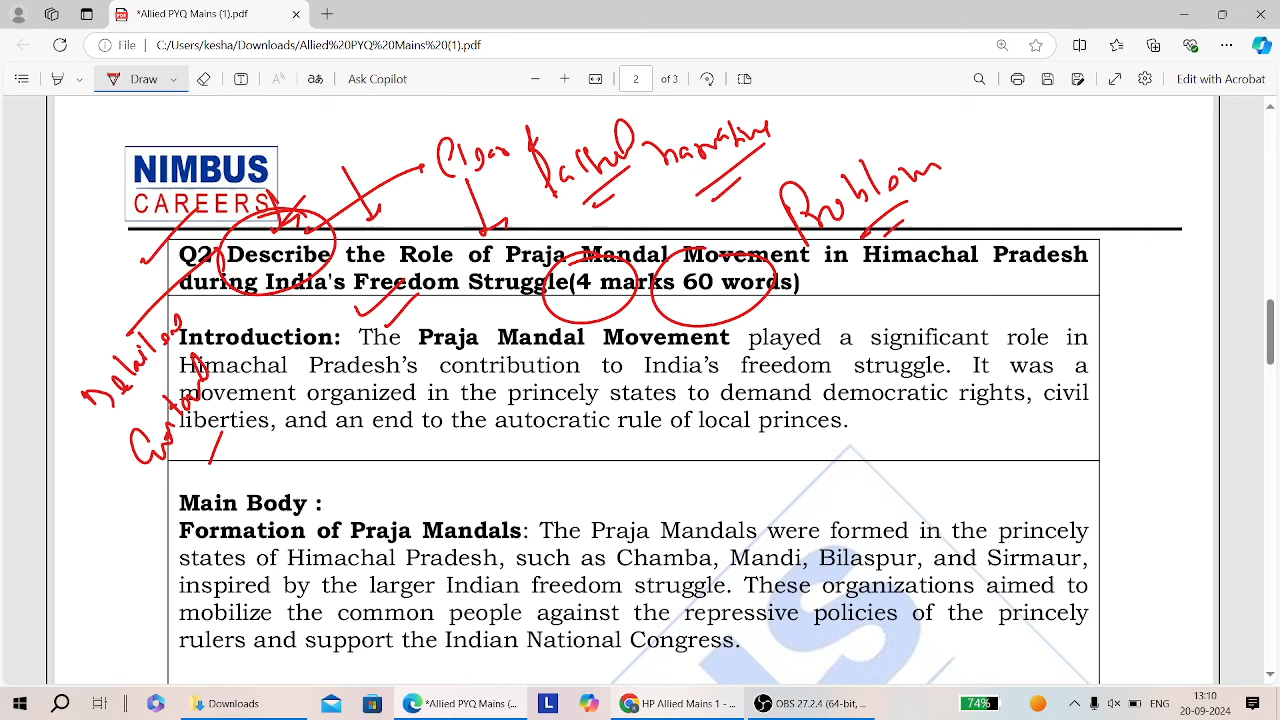 *Allied PYQ Mains (1).pdf
File C:/Users/kesha/Downloads/Allied%20PYQ%20Mains%20(1).pdf
Draw Ask Copilot 2 of 3 Edit with Acrobat
NIMBUS
CAREERS
narrative
Problem
Q2 Describe the Role of Praja Mandal Movement in Himachal Pradesh
during India's Freedom Struggle(4 marks 60 words)
Introduction: The Praja Mandal Movement played a significant role in
Himachal Pradesh's contribution to India's freedom struggle. It was a
movement organized in the princely states to demand democratic rights, civil
liberties, and an end to the autocratic rule of local princes.
Main Body :
Formation of Praja Mandals: The Praja Mandals were formed in the princely
states of Himachal Pradesh, such as Chamba, Mandi, Bilaspur, and Sirmaur,
inspired by the larger Indian freedom struggle. These organizations aimed to
mobilize the common people against the repressive policies of the princely
rulers and support the Indian National Congress.
Download
*Allied PYQ Mains (...
HP Allied Mains 1 - ...
OBS 27.2.4 (64-bit, ...
74%
ENG
13:10
20-09-2024